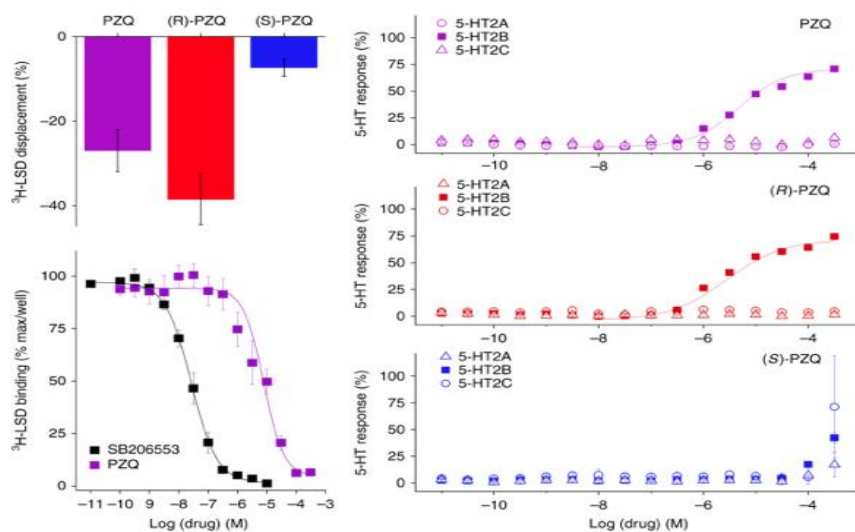 PZQ (R)-PZQ (S)-PZQ
0
−20
−40
³H-LSD displacement (%)
100
75
50
25
0
³H-LSD binding (% max/well)
SB206553
PZQ
−11 −10 9 −8 −7 −6 −5 −4 −3
Log (drug) (M)
PZQ
5-HT2A
5-HT2B
5-HT2C
100
75
50
25
0
5-HT response (%)
−10 −8 −6 −4
(R)-PZQ
5-HT2A
5-HT2B
5-HT2C
100
75
50
25
0
5-HT response (%)
−10 −8 −6 −4
(S)-PZQ
5-HT2A
5-HT2B
5-HT2C
100
75
50
25
0
5-HT response (%)
−10 −8 −6 −4
Log (drug) (M)